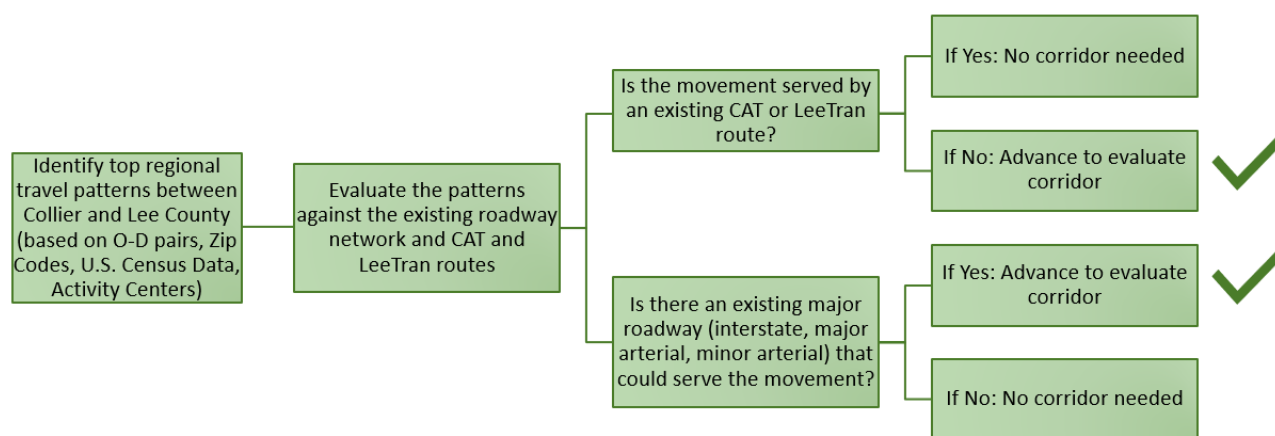 Identify top regional
travel patterns between
Collier and Lee County
(based on O-D pairs, Zip
Codes, U.S. Census Data,
Activity Centers)
Evaluate the patterns
against the existing roadway
network and CAT and
LeeTran routes
Is the movement served by
an existing CAT or LeeTran
route?
If Yes: No corridor needed
If No: Advance to evaluate
corridor
Is there an existing major
roadway (interstate, major
arterial, minor arterial) that
could serve the movement?
If Yes: Advance to evaluate
corridor
If No: No corridor needed